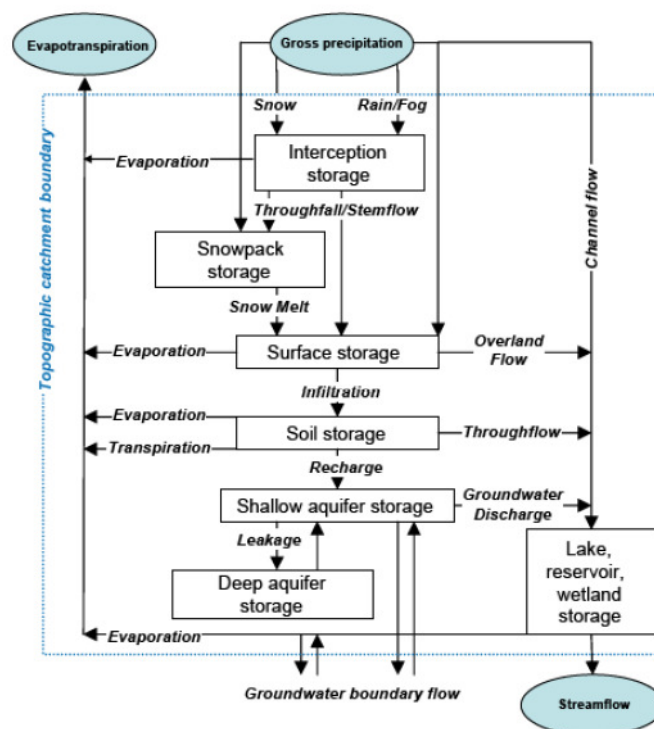 Evapotranspiration
Gross precipitation
Topographic catchment boundary
Snow
Rain/Fog
Evaporation
Interception
storage
Throughfall/Stemflow
Channel flow
Snowpack
storage
Snow Melt
Evaporation
Surface storage
Overland
Flow
Infiltration
Evaporation
Soil storage
Throughflow
Transpiration
Recharge
Shallow aquifer storage
Groundwater
Discharge
Leakage
Lake,
reservoir,
wetland
storage
Deep aquifer
storage
Evaporation
Groundwater boundary flow
Streamflow